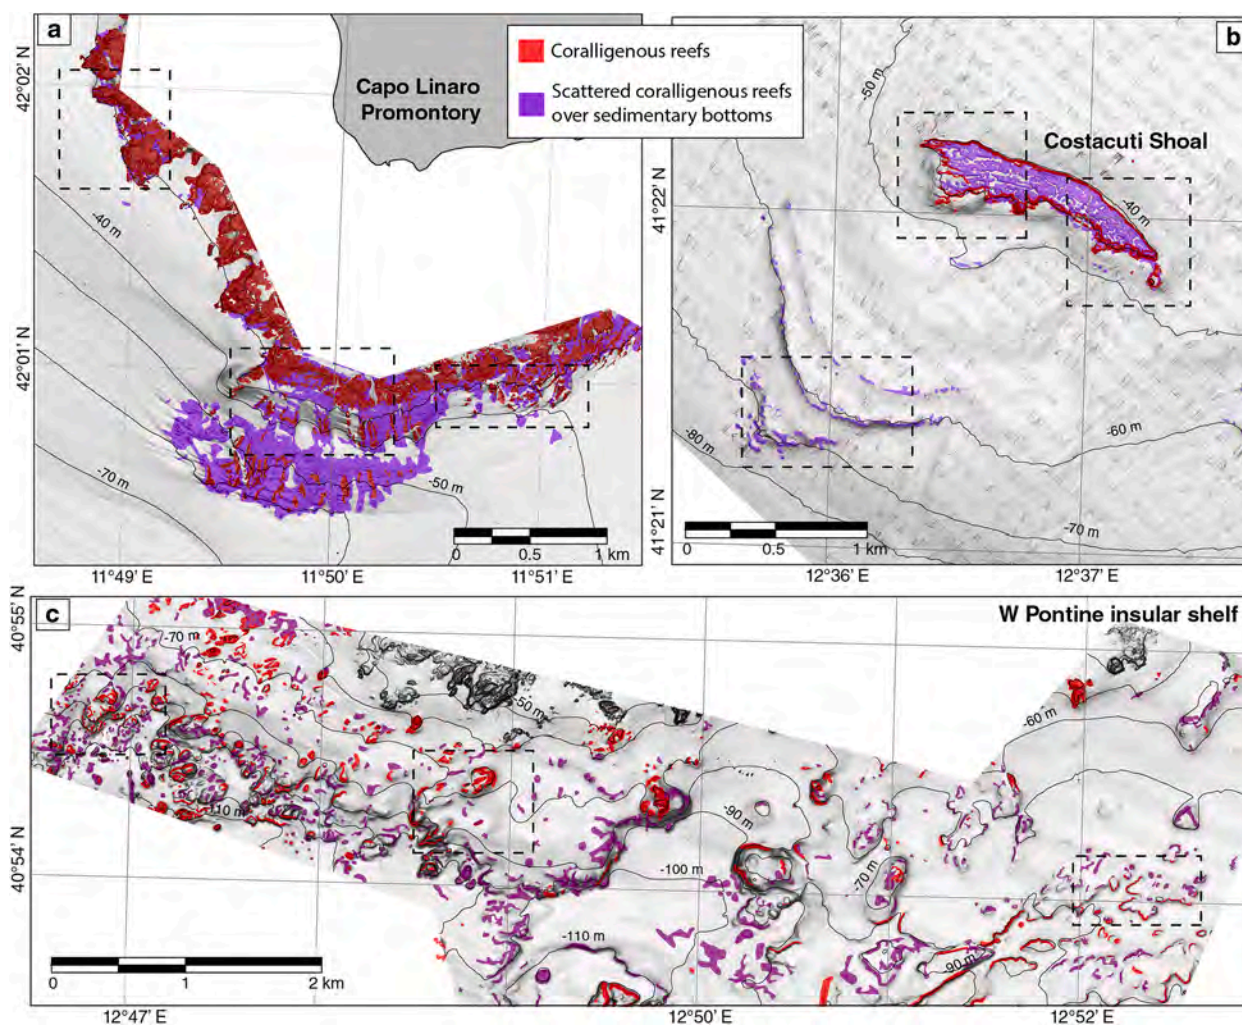 a
Capo Linaro
Promontory
Coralligenous reefs
Scattered coralligenous reefs
over sedimentary bottoms
42°02' N
42°01' N
-40 m
-70 m
-50 m
0 0.5 1 km
11°49' E 11°50' E 11°51' E
b
-50 m
Costacuti Shoal
-40 m
41°22' N
41°21' N
-80 m
-60 m
-70 m
0 0.5 1 km
12°36' E 12°37' E
c
W Pontine insular shelf
40°55' N
40°54' N
-70 m
-50 m
-60 m
-110 m
-90 m
-100 m
-70 m
-110 m
-90 m
0 1 2 km
12°47' E 12°50' E 12°52' E